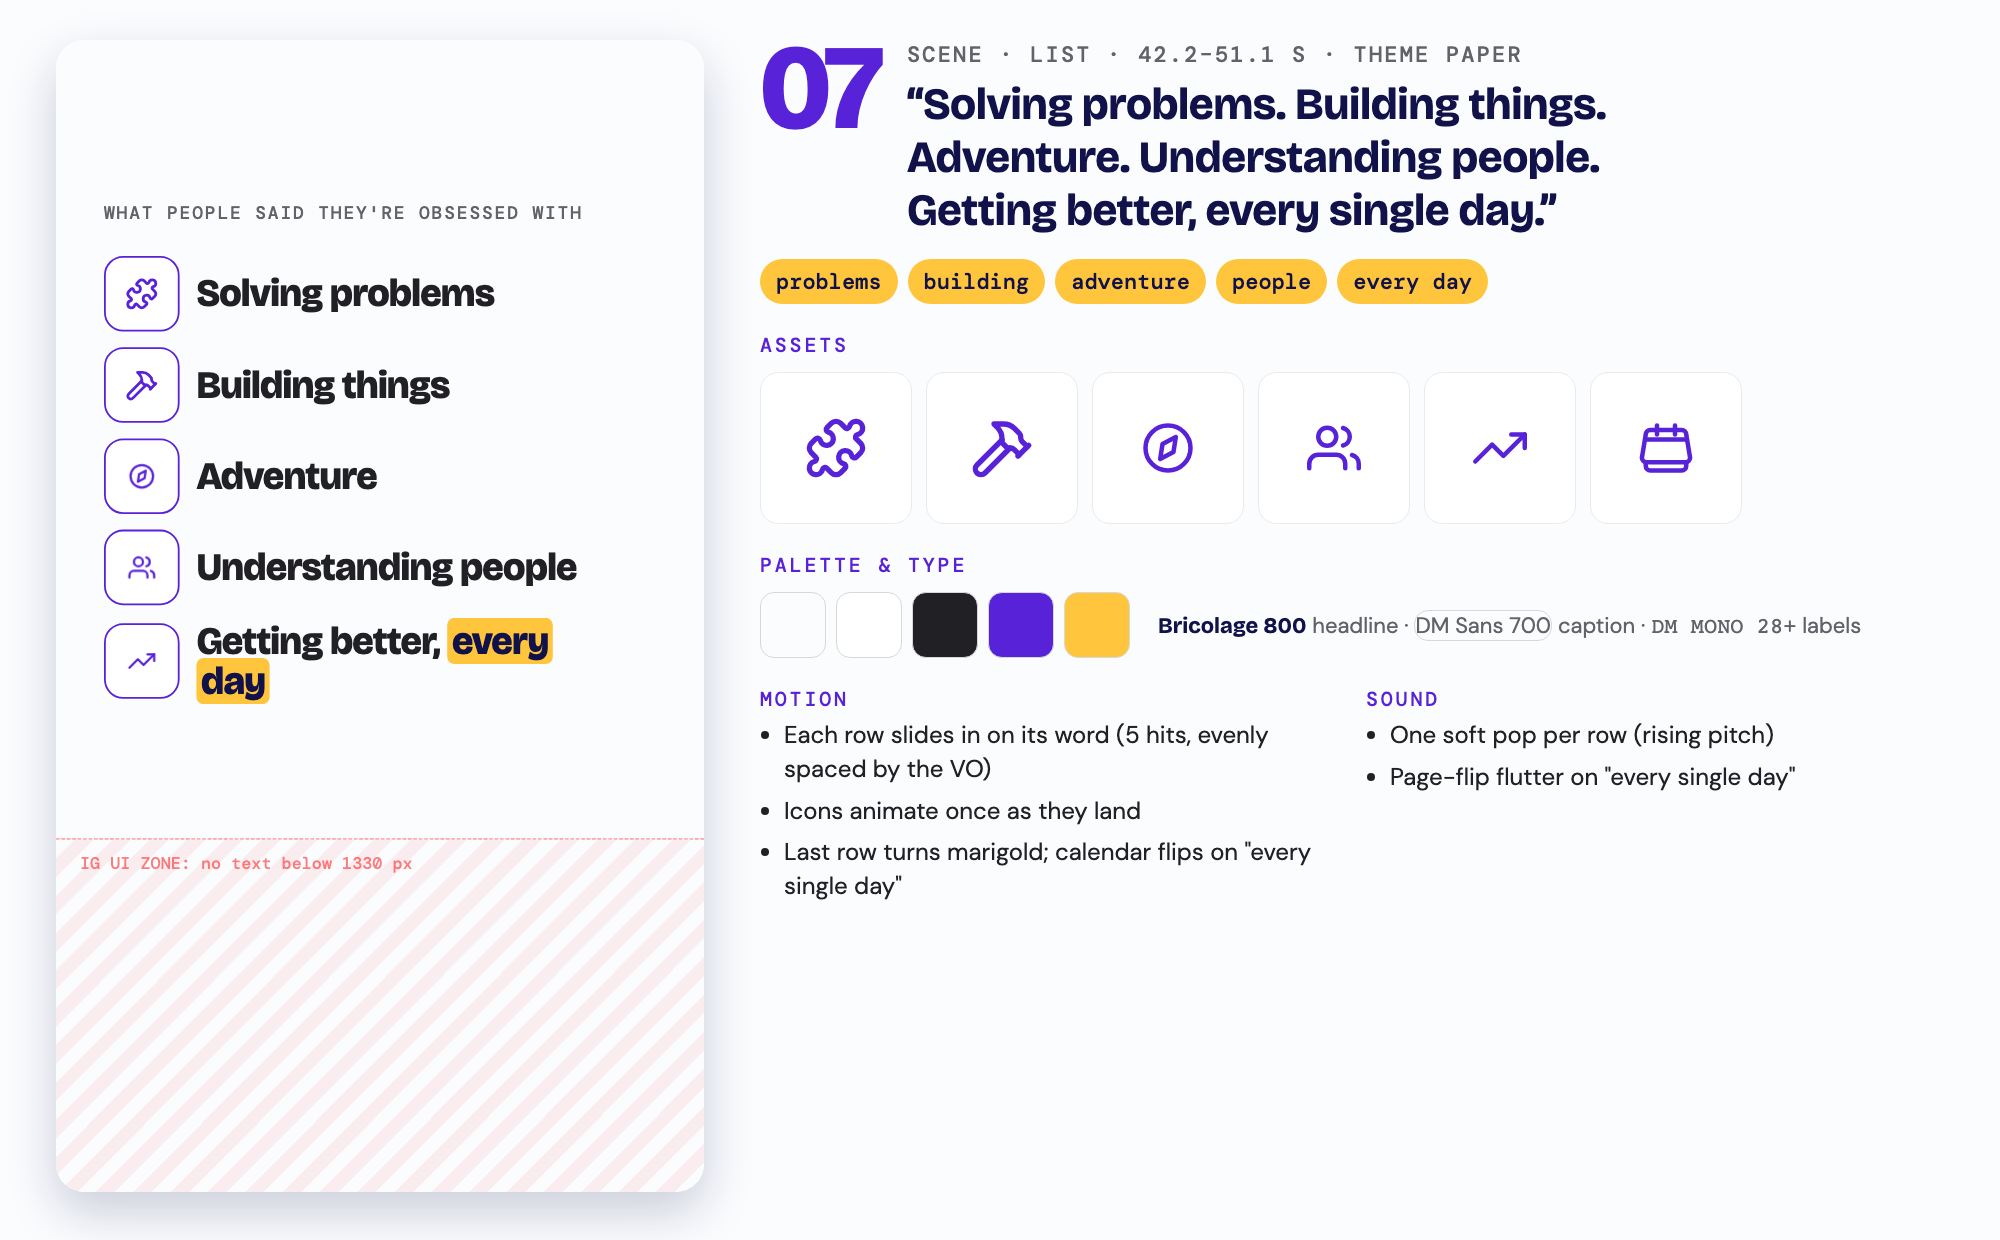 WHAT PEOPLE SAID THEY'RE OBSESSED WITH
Solving problems
Building things
Adventure
Understanding people
Getting better, every
day
IG UI ZONE: no text below 1330 px
07
SCENE · LIST · 42.2–51.1 S · THEME PAPER
“Solving problems. Building things.
Adventure. Understanding people.
Getting better, every single day.”
problems building adventure people every day
ASSETS
PALETTE & TYPE
Bricolage 800 headline · DM Sans 700 caption · DM MONO 28+ labels
MOTION
• Each row slides in on its word (5 hits, evenly
spaced by the VO)
• Icons animate once as they land
• Last row turns marigold; calendar flips on "every
single day"
SOUND
• One soft pop per row (rising pitch)
• Page-flip flutter on "every single day"